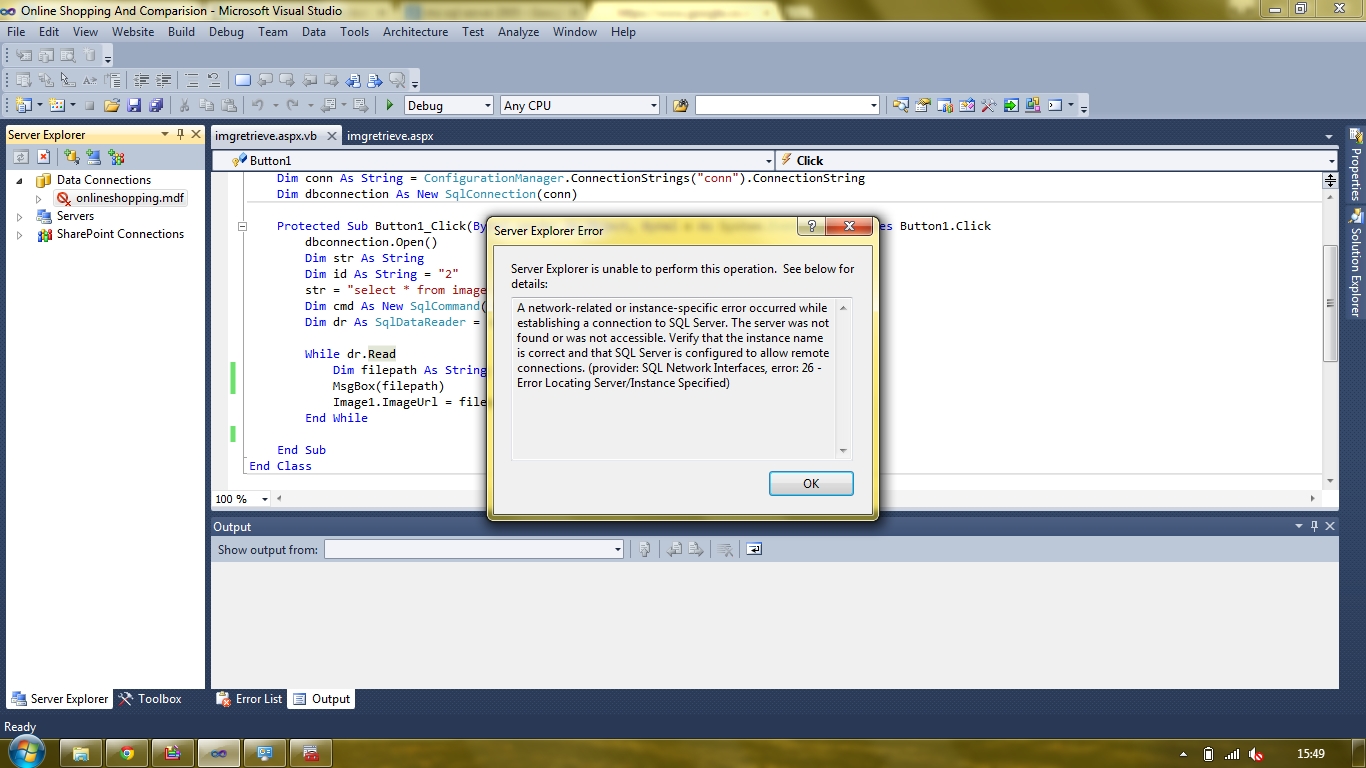 Online Shopping And Comparision - Microsoft Visual Studio
File Edit View Website Build Debug Team Data Tools Architecture Test Analyze Window Help
Debug Any CPU
Server Explorer
imgretrieve.aspx.vb imgretrieve.aspx
Button1 Click
Data Connections
onlineshopping.mdf
Servers
SharePoint Connections
Dim conn As String = ConfigurationManager.ConnectionStrings("conn").ConnectionString
Dim dbconnection As New SqlConnection(conn)
Protected Sub Button1_Click(By es Button1.Click
dbconnection.Open()
Dim str As String
Dim id As String = "2"
str = "select * from image
Dim cmd As New SqlCommand(
Dim dr As SqlDataReader =
While dr.Read
Dim filepath As String
MsgBox(filepath)
Image1.ImageUrl = file
End While
End Sub
End Class
Server Explorer Error
Server Explorer is unable to perform this operation. See below for
details:
A network-related or instance-specific error occurred while
establishing a connection to SQL Server. The server was not
found or was not accessible. Verify that the instance name
is correct and that SQL Server is configured to allow remote
connections. (provider: SQL Network Interfaces, error: 26 -
Error Locating Server/Instance Specified)
OK
100 %
Output
Show output from:
Properties
Solution Explorer
Server Explorer Toolbox Error List Output
Ready
15:49